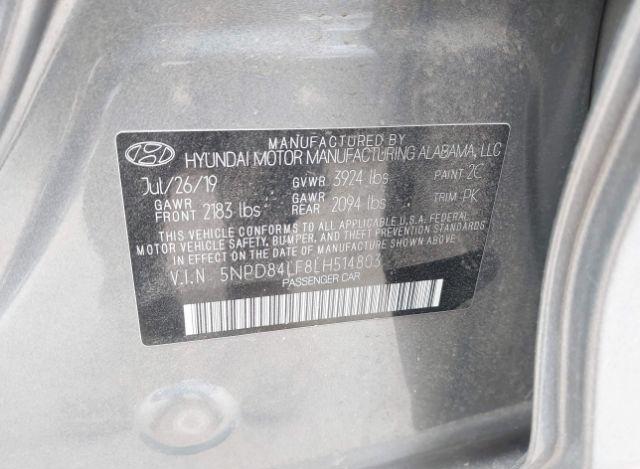 MANUFACTURED BY
HYUNDAI MOTOR MANUFACTURING ALABAMA, LLC
Jul/26/19 GVWR 3924 lbs PAINT 2C
GAWR FRONT 2183 lbs GAWR REAR 2094 lbs TRIM PK
THIS VEHICLE CONFORMS TO ALL APPLICABLE U.S.A. FEDERAL
MOTOR VEHICLE SAFETY, BUMPER, AND THEFT PREVENTION STANDARDS
IN EFFECT ON THE DATE OF MANUFACTURE SHOWN ABOVE.
V.I.N. 5NPD84LF8LH514803
PASSENGER CAR